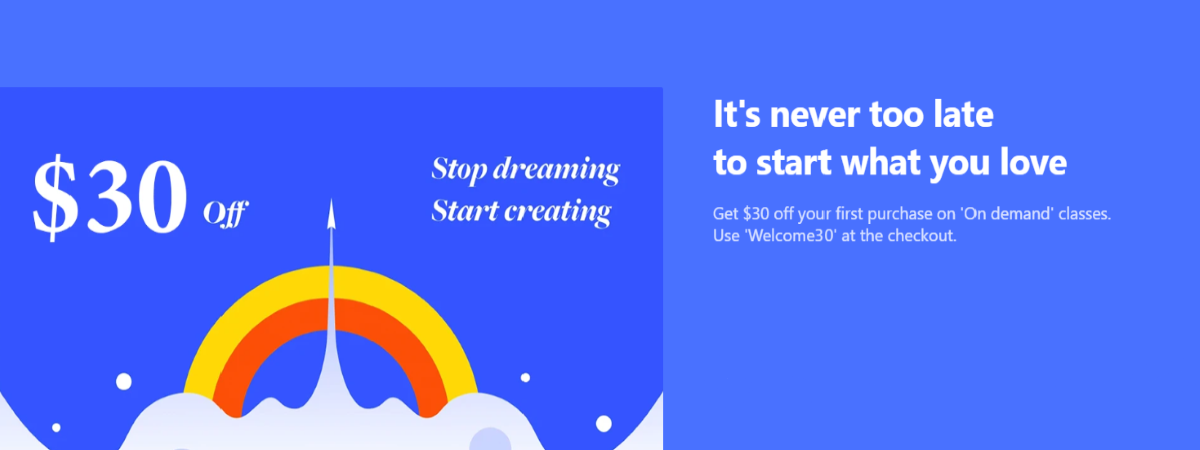 $30 Off
Stop dreaming
Start creating
It's never too late
to start what you love
Get $30 off your first purchase on 'On demand' classes.
Use 'Welcome30' at the checkout.